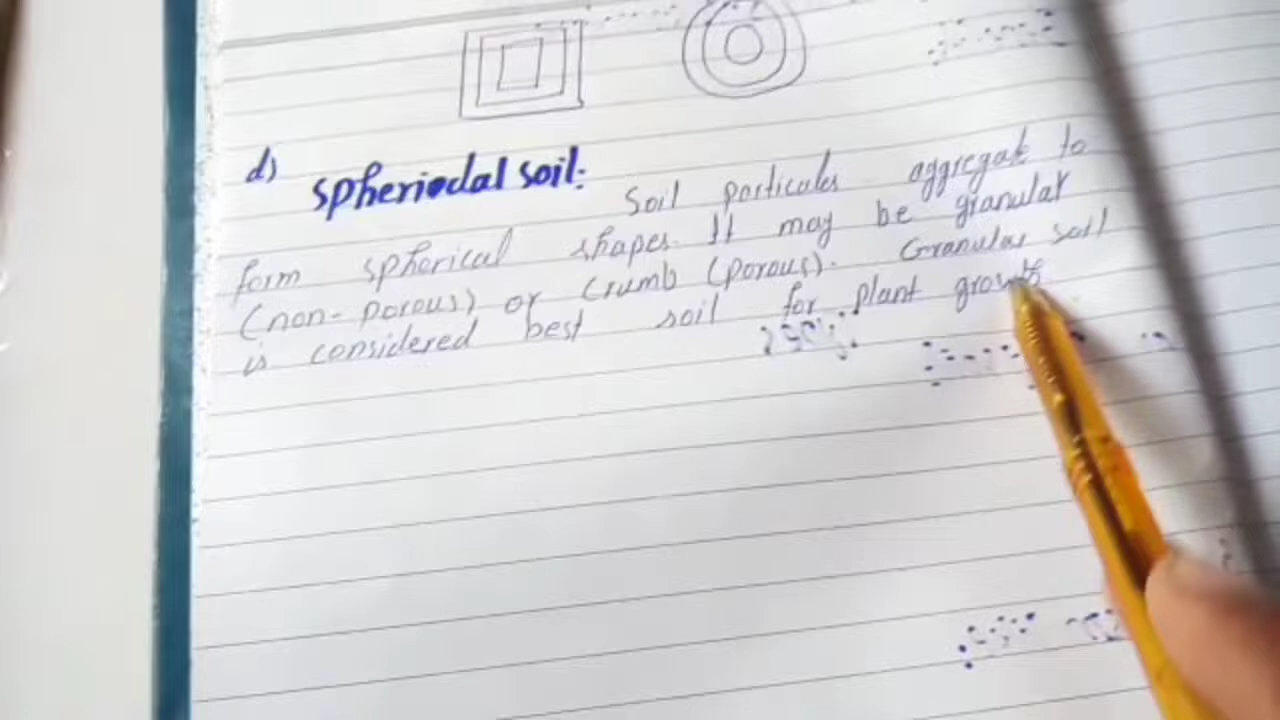 d) spheriodal soil:
Soil particules aggregate to
form spherical shapes. It may be granular
(non-porous) or Crumb (porous). Granular soil
is considered best soil for plant growth